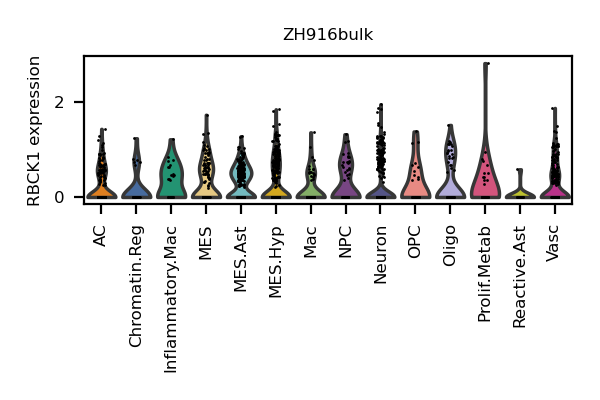 ZH916bulk
RBCK1 expression
2
0
AC
Chromatin.Reg
Inflammatory.Mac
MES
MES.Ast
MES.Hyp
Mac
NPC
Neuron
OPC
Oligo
Prolif.Metab
Reactive.Ast
Vasc